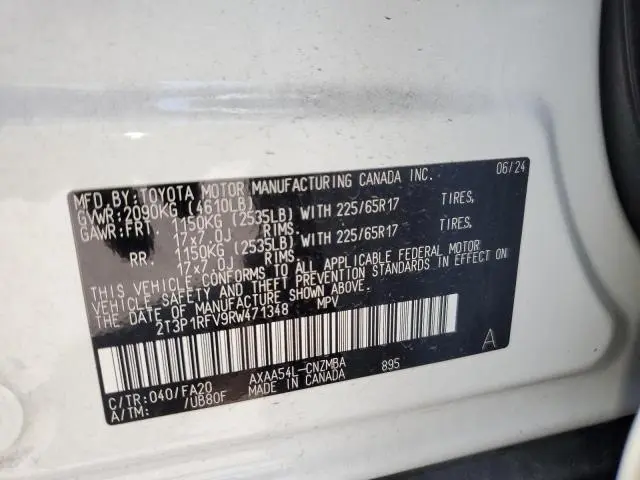 MFD.BY:TOYOTA MOTOR MANUFACTURING CANADA INC. 06/24
GVWR:2090KG (4610LB)
GAWR:FRT. 1150KG (2535LB) WITH 225/65R17 TIRES,
17x7.0J RIMS.
RR. 1150KG (2535LB) WITH 225/65R17 TIRES,
17x7.0J RIMS.
THIS VEHICLE CONFORMS TO ALL APPLICABLE FEDERAL MOTOR
VEHICLE SAFETY AND THEFT PREVENTION STANDARDS IN EFFECT ON
THE DATE OF MANUFACTURE SHOWN ABOVE.
2T3P1RFV9RW471348 MPV
A
C/TR:040/FA20 AXAA54L-CNZMBA 895
A/TM: /UB80F MADE IN CANADA